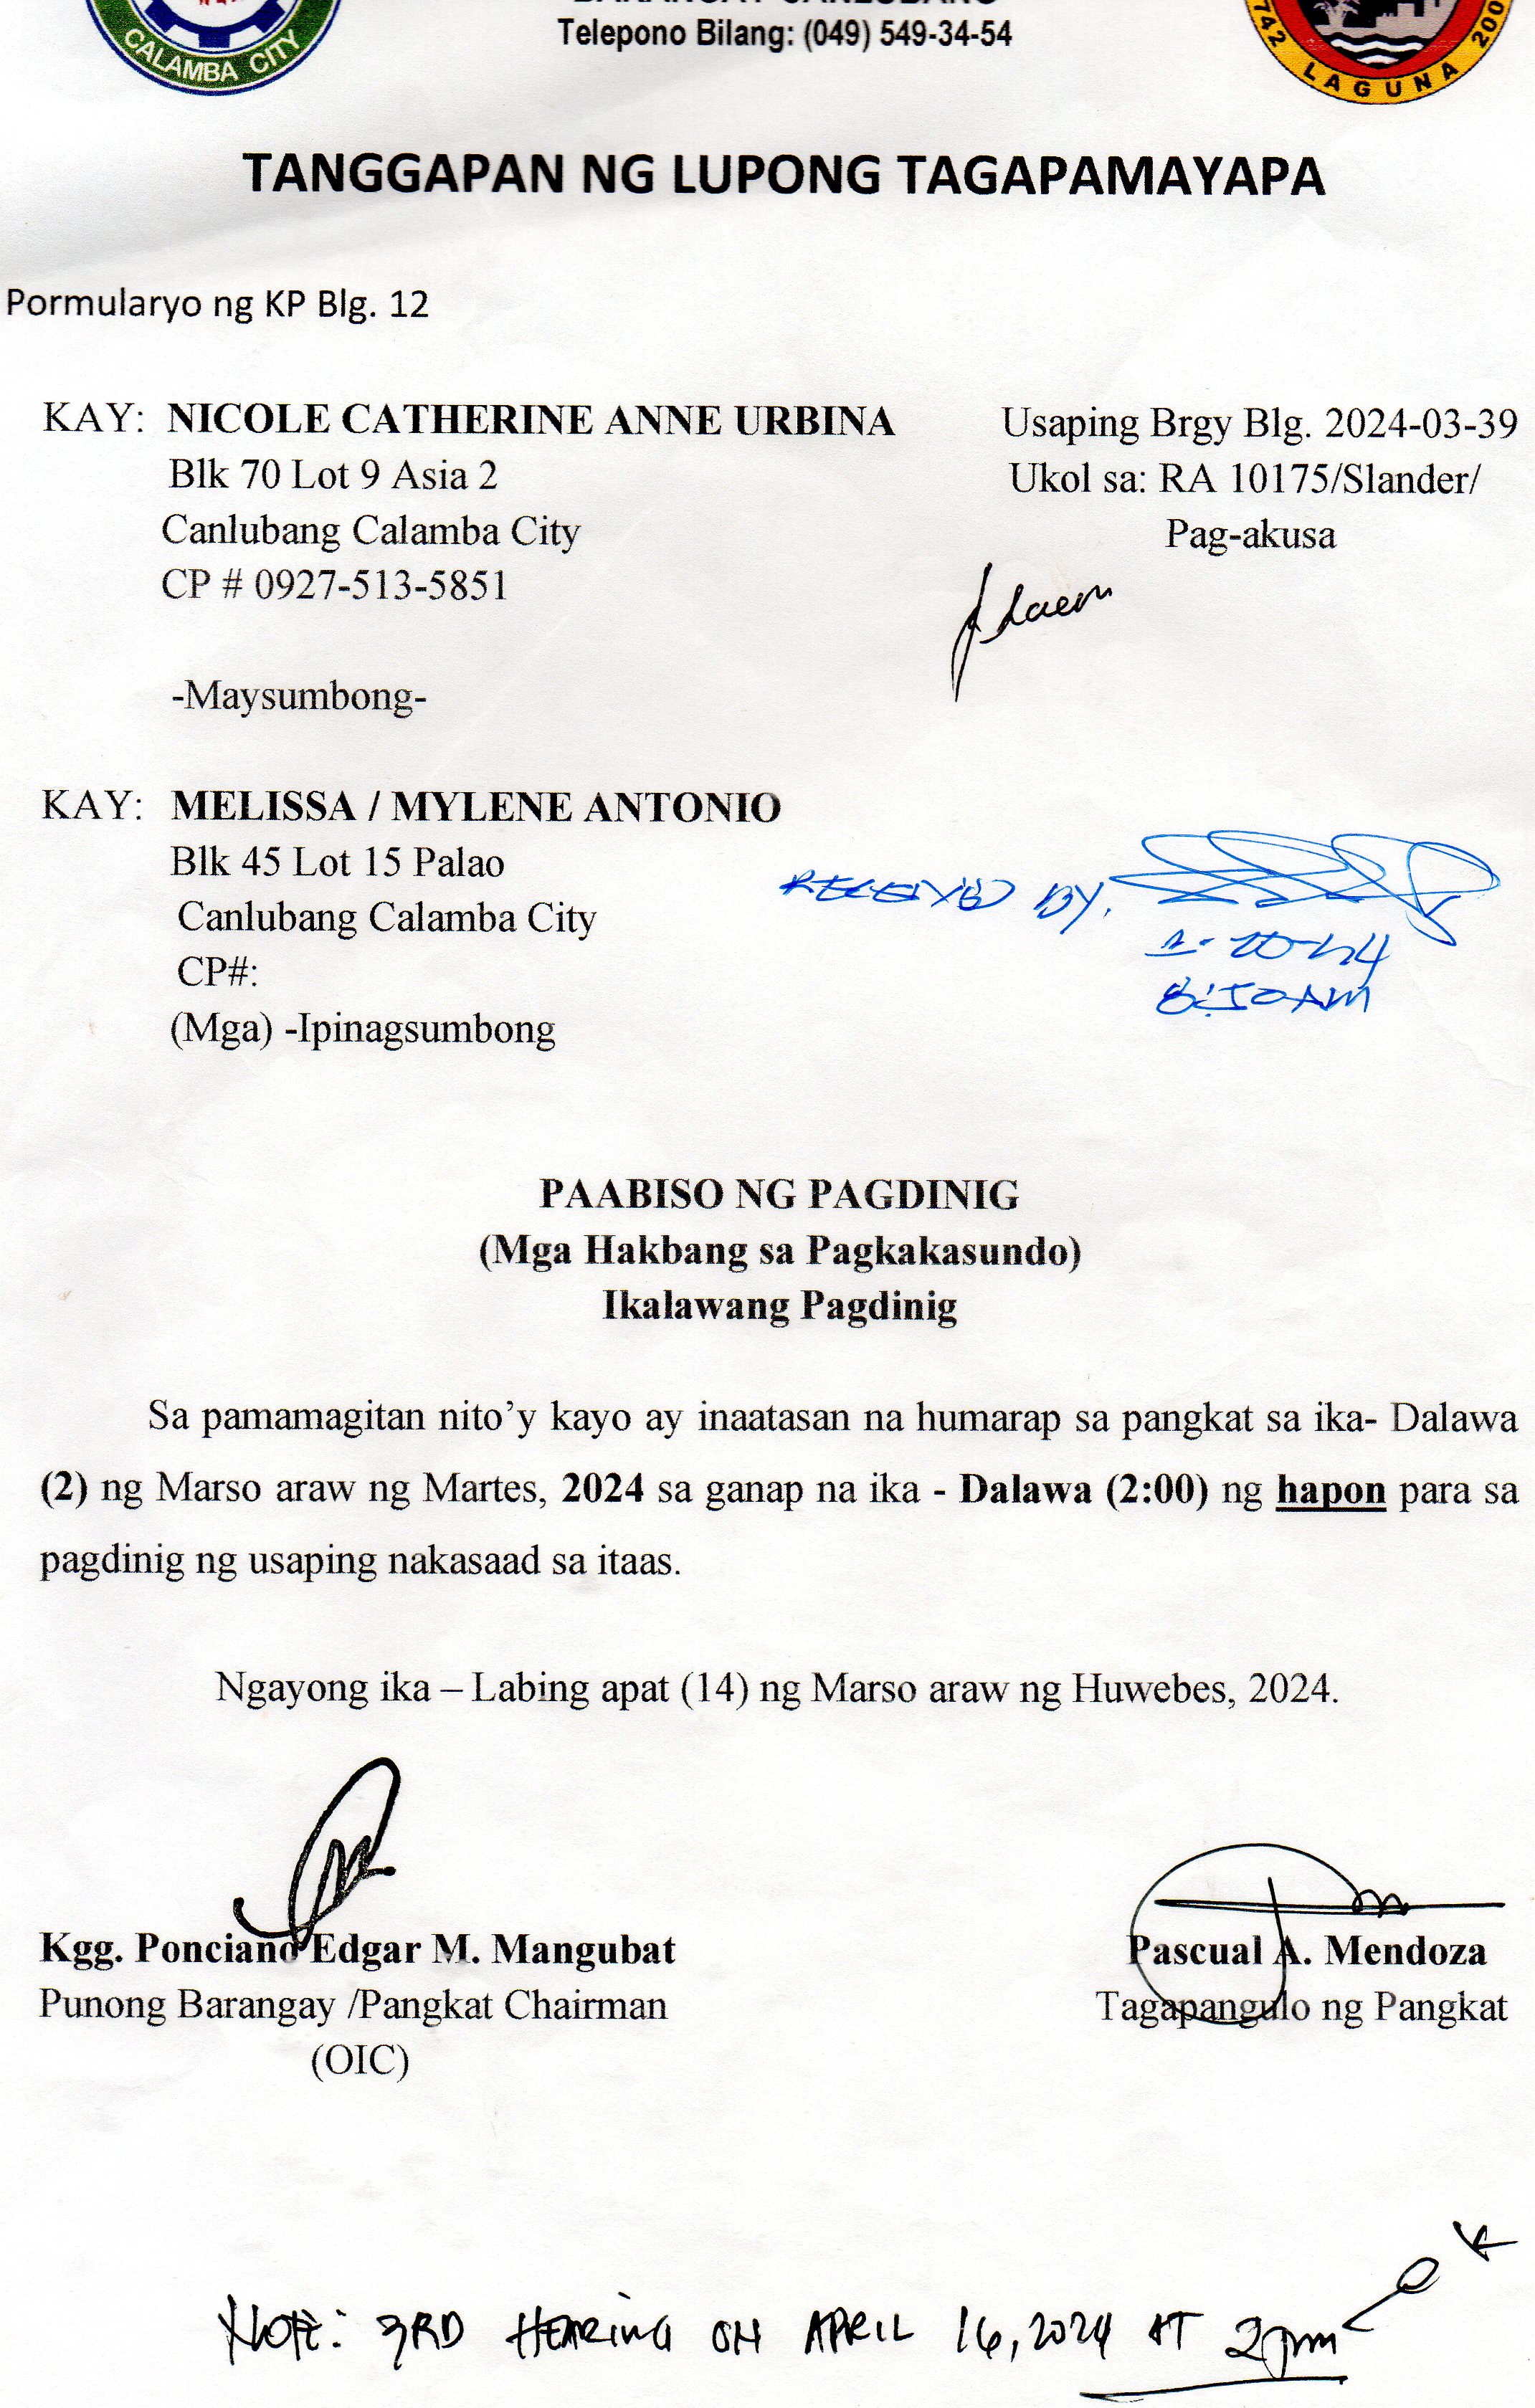 CALAMBA CITY
BARANGAY CANLUBANG
Telepono Bilang: (049) 549-34-54
1742 LAGUNA 200
TANGGAPAN NG LUPONG TAGAPAMAYAPA
Pormularyo ng KP Blg. 12
KAY: NICOLE CATHERINE ANNE URBINA
Blk 70 Lot 9 Asia 2
Canlubang Calamba City
CP # 0927-513-5851
Usaping Brgy Blg. 2024-03-39
Ukol sa: RA 10175/Slander/
Pag-akusa
-Maysumbong-
KAY: MELISSA / MYLENE ANTONIO
Blk 45 Lot 15 Palao
Canlubang Calamba City
CP#:
(Mga) -Ipinagsumbong
RECEIVED BY.
PAABISO NG PAGDINIG
(Mga Hakbang sa Pagkakasundo)
Ikalawang Pagdinig
Sa pamamagitan nito’y kayo ay inaatasan na humarap sa pangkat sa ika- Dalawa
(2) ng Marso araw ng Martes, 2024 sa ganap na ika - Dalawa (2:00) ng hapon para sa
pagdinig ng usaping nakasaad sa itaas.
Ngayong ika – Labing apat (14) ng Marso araw ng Huwebes, 2024.
Kgg. Ponciano Edgar M. Mangubat
Punong Barangay /Pangkat Chairman
(OIC)
Pascual A. Mendoza
Tagapangulo ng Pangkat
Note: 3RD HEARING ON APRIL 16, 2024 AT 2pm